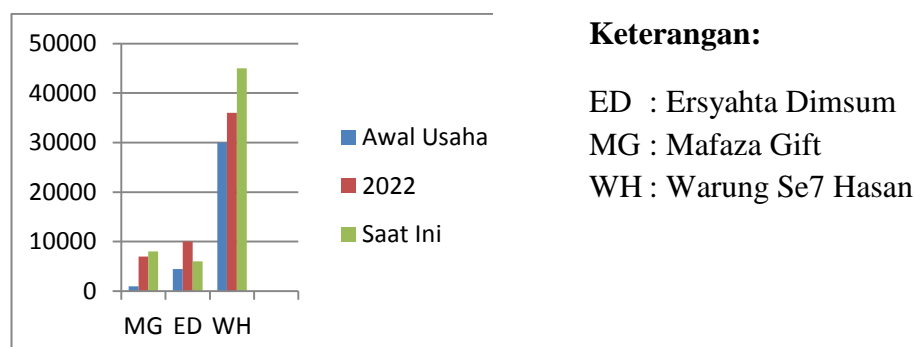 50000
40000
30000
20000
10000
0
MG ED WH
Awal Usaha
2022
Saat Ini
Keterangan:
ED : Ersyahta Dimsum
MG : Mafaza Gift
WH : Warung Se7 Hasan